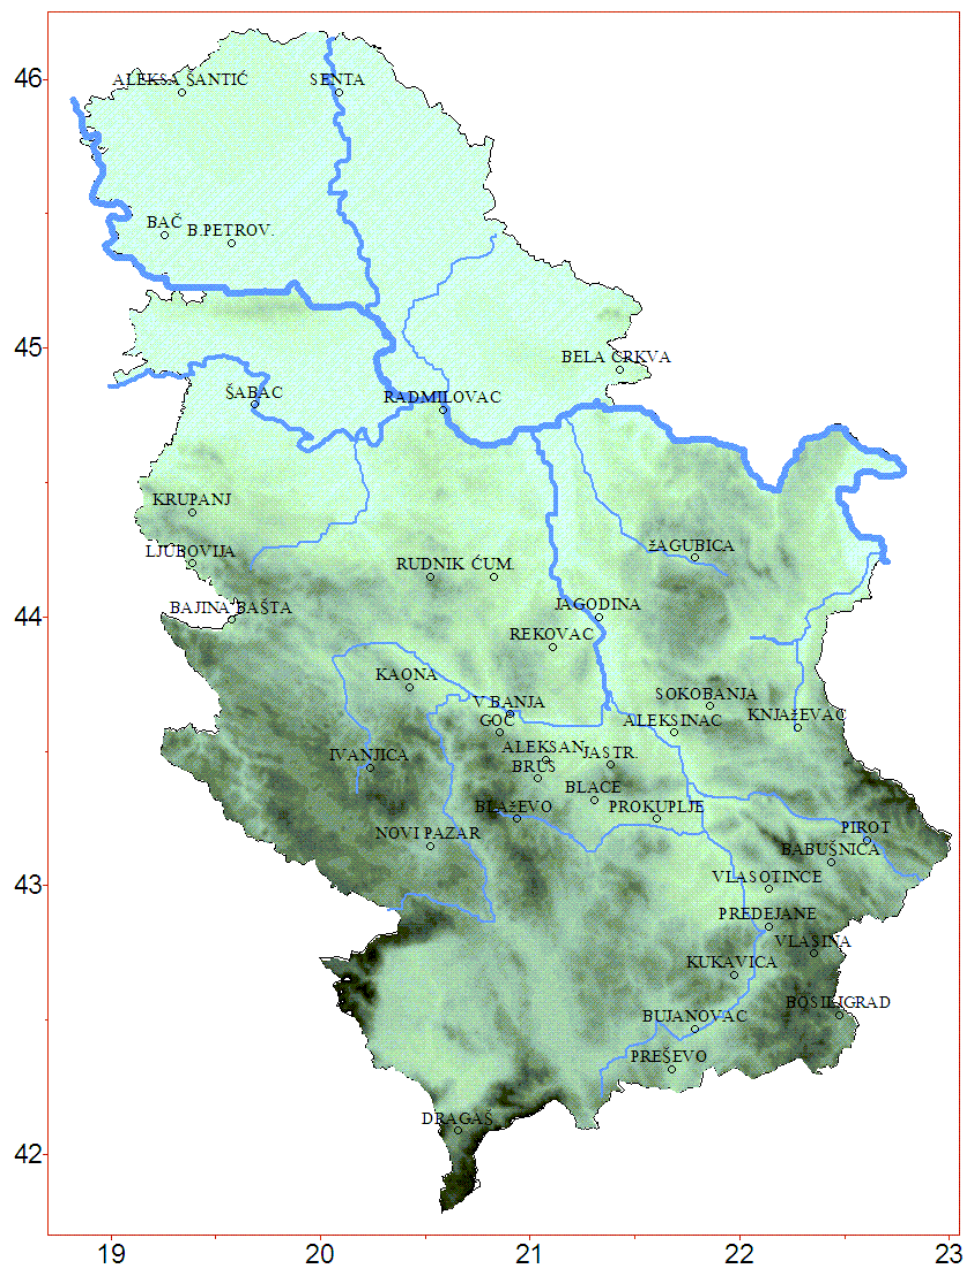 46
ALEKSA ŠANTIĆ
SENTA
BAČ
B.PETROV.
45
BELA CRKVA
ŠABAC
RADMILOVAC
KRUPANJ
LJUBOVIJA
RUDNIK ĆUM.
žAGUBICA
44
BAJINA BAŠTA
JAGODINA
REKOVAC
KAONA
SOKOBANJA
V BANJA
GOČ
ALEKSINAC
KNJAžEVAC
IVANJICA
ALEKSAN.
JASTR.
BRUS
BLACE
BLAžEVO
PROKUPLJE
NOVI PAZAR
PIROT
BABUŠNICA
43
VLASOTINCE
PREDEJANE
VLASINA
KUKAVICA
BOSILIGRAD
BUJANOVAC
PREŠEVO
DRAGAŠ
42
19 20 21 22 23